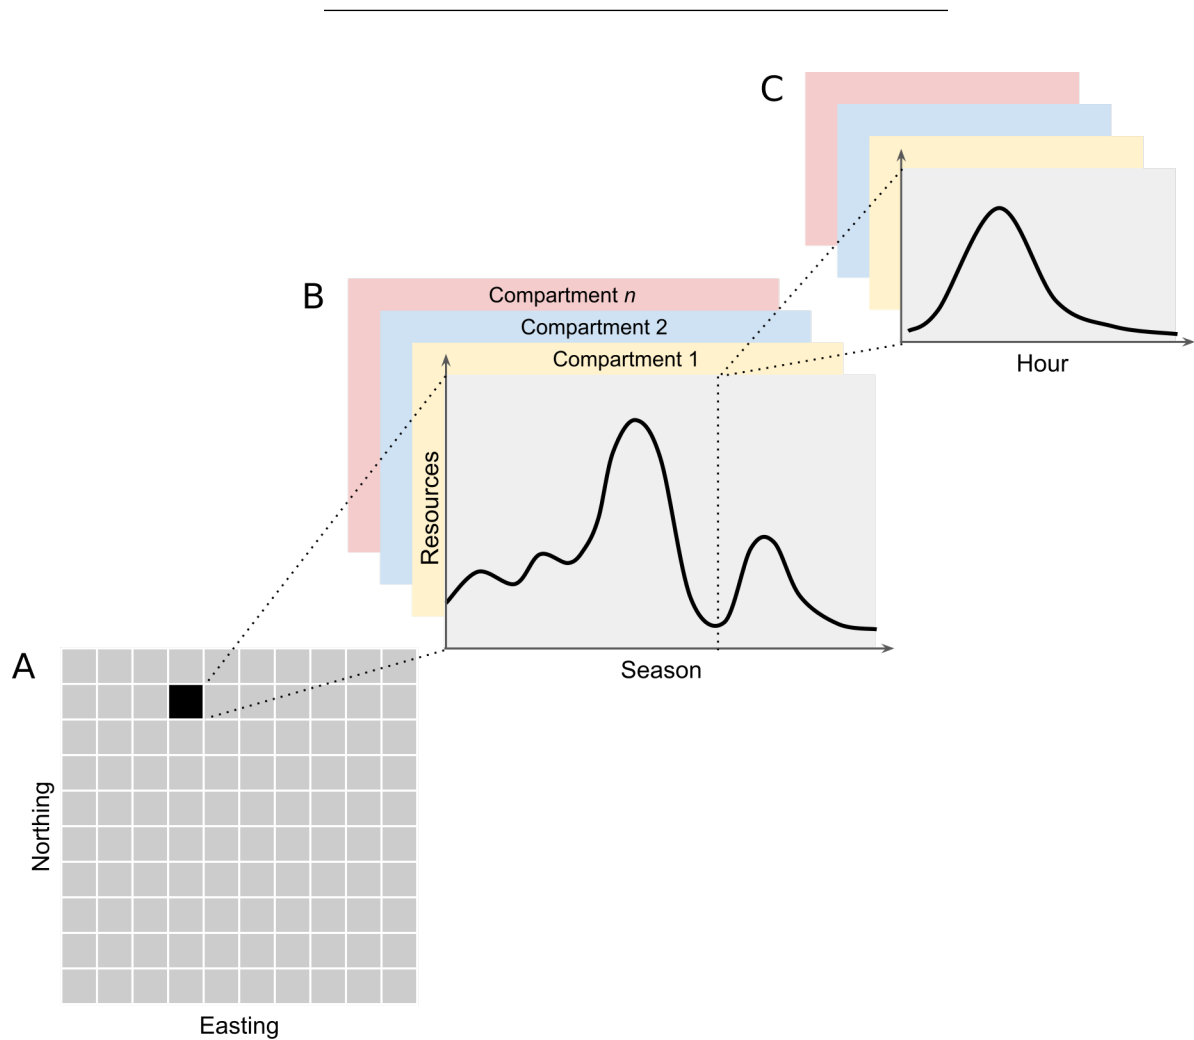 C
Hour
B
Compartment n
Compartment 2
Compartment 1
Resources
Season
A
Northing
Easting